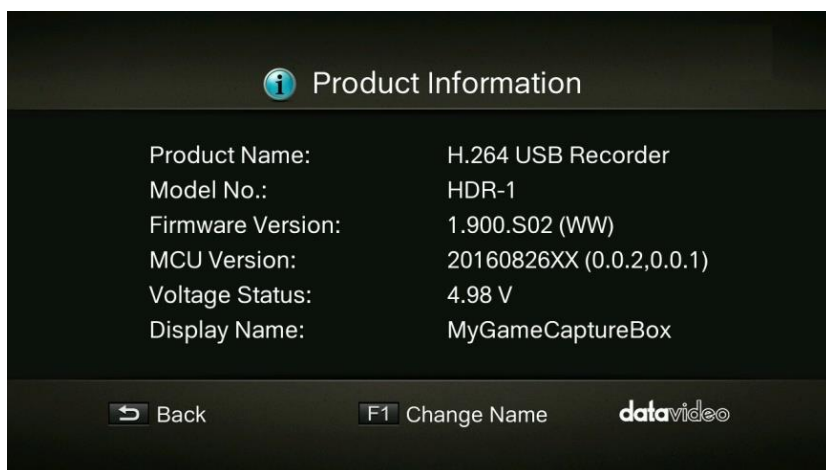 Product Information
Product Name: H.264 USB Recorder
Model No.: HDR-1
Firmware Version: 1.900.S02 (WW)
MCU Version: 20160826XX (0.0.2,0.0.1)
Voltage Status: 4.98 V
Display Name: MyGameCaptureBox
Back F1 Change Name datavideo